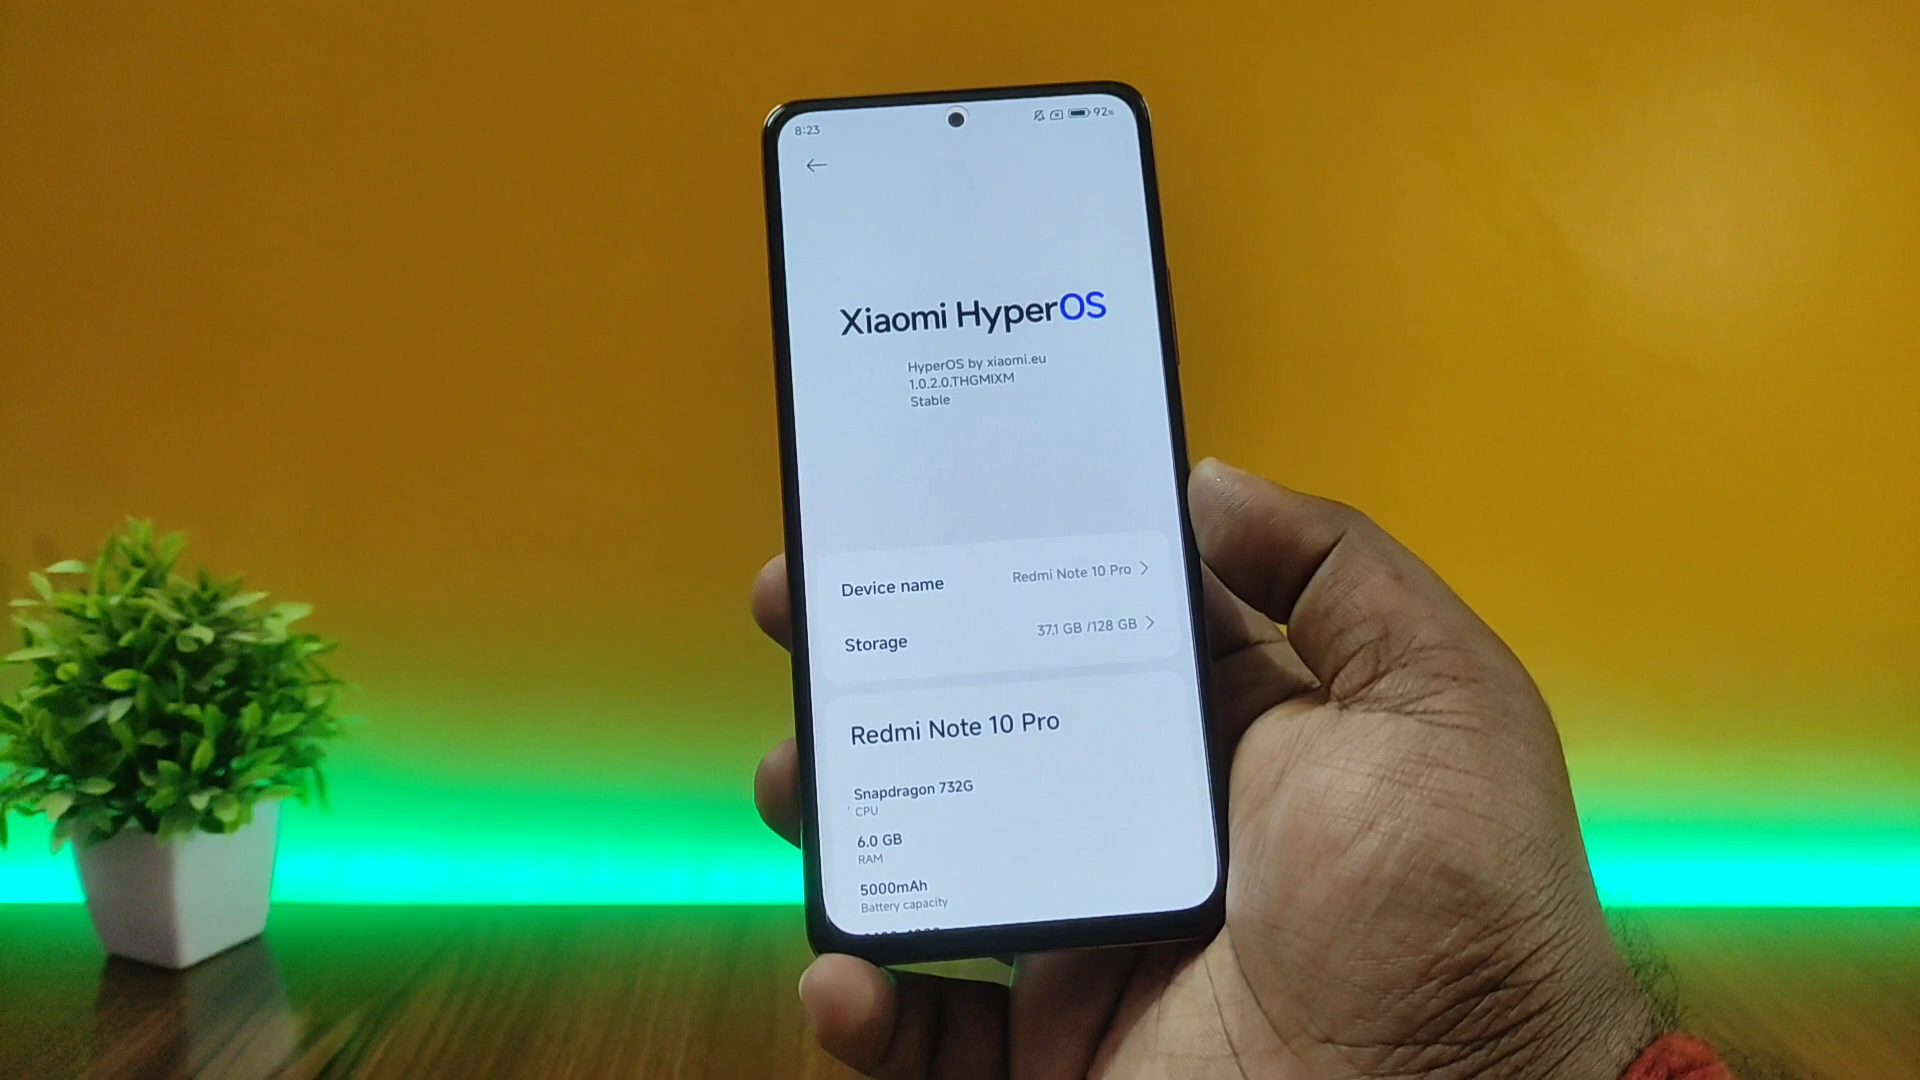 8:23
92%
Xiaomi HyperOS
HyperOS by xiaomi.eu
1.0.2.0.THGMIXM
Stable
Device name
Redmi Note 10 Pro
Storage
37.1 GB /128 GB
Redmi Note 10 Pro
Snapdragon 732G
CPU
6.0 GB
RAM
5000mAh
Battery capacity